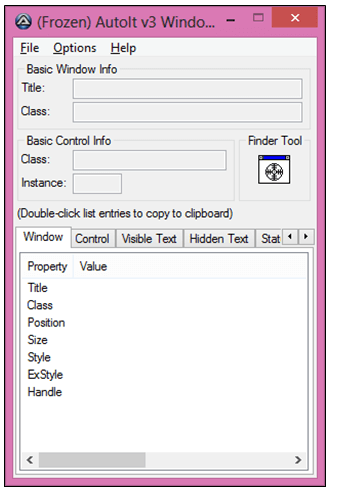 (Frozen) AutoIt v3 Windo...
File Options Help
Basic Window Info
Title:
Class:
Basic Control Info
Class:
Instance:
Finder Tool
(Double-click list entries to copy to clipboard)
Window Control Visible Text Hidden Text Stat
Property Value
Title
Class
Position
Size
Style
ExStyle
Handle